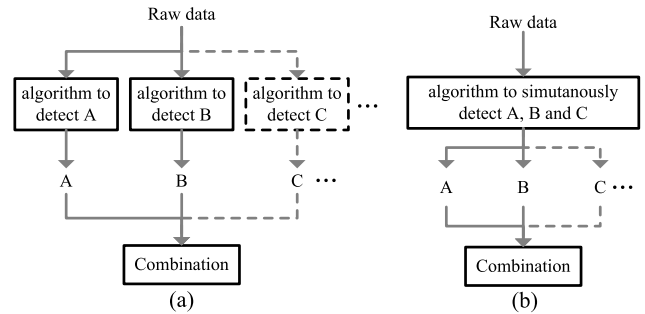 Raw data
algorithm to
detect A
algorithm to
detect B
algorithm to
detect C
...
A
B
C ...
Combination
(a)
Raw data
algorithm to simutanously
detect A, B and C
A
B
C ...
Combination
(b)